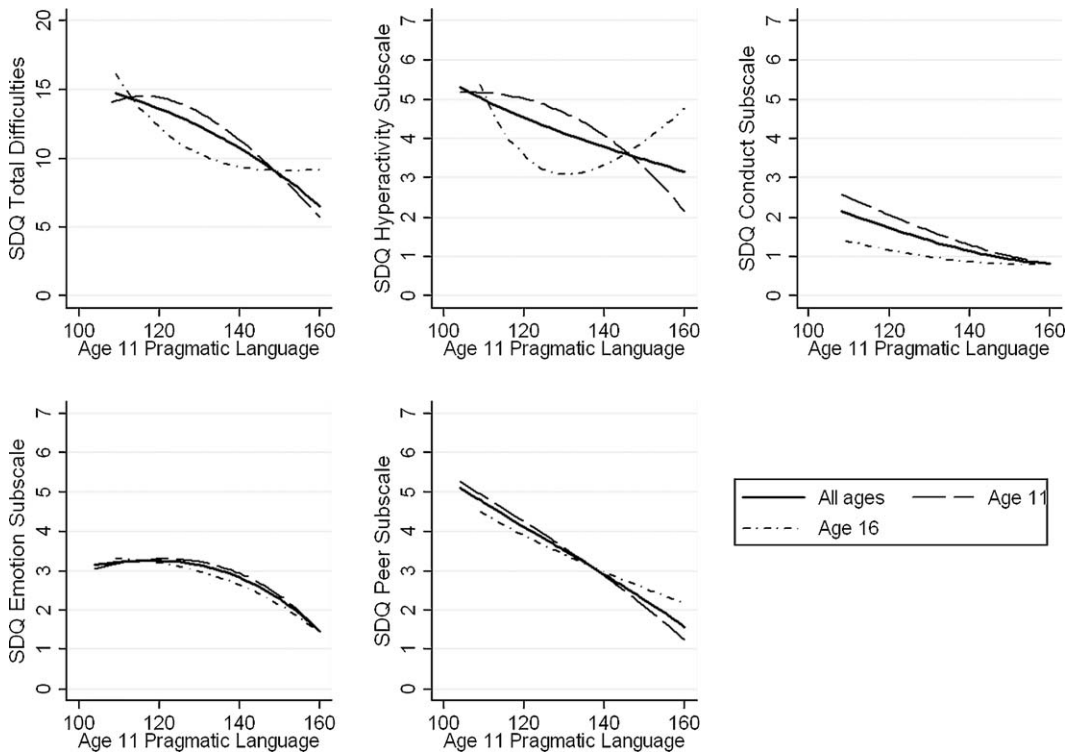 SDQ Total Difficulties
20
15
10
5
0
100 120 140 160
Age 11 Pragmatic Language
SDQ Hyperactivity Subscale
7
6
5
4
3
2
1
0
100 120 140 160
Age 11 Pragmatic Language
SDQ Conduct Subscale
7
6
5
4
3
2
1
0
100 120 140 160
Age 11 Pragmatic Language
SDQ Emotion Subscale
7
6
5
4
3
2
1
0
100 120 140 160
Age 11 Pragmatic Language
SDQ Peer Subscale
7
6
5
4
3
2
1
0
100 120 140 160
Age 11 Pragmatic Language
All ages Age 11
Age 16